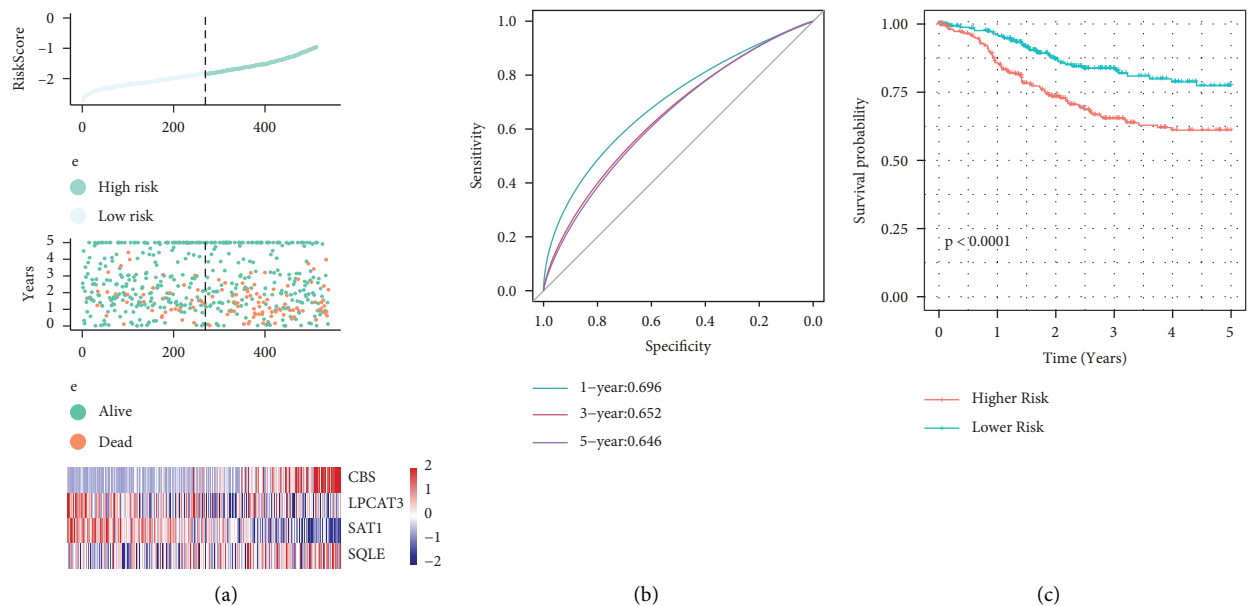 RiskScore
0
−1
−2
0 200 400
e
High risk
Low risk
Years
5
4
3
2
1
0
0 200 400
e
Alive
Dead
CBS
LPCAT3
SAT1
SQLE
2
1
0
−1
−2
(a)
Sensitivity
1.0
0.8
0.6
0.4
0.2
0.0
1.0 0.8 0.6 0.4 0.2 0.0
Specificity
1−year:0.696
3−year:0.652
5−year:0.646
(b)
Survival probability
1.00
0.75
0.50
0.25
0.00
p < 0.0001
0 1 2 3 4 5
Time (Years)
Higher Risk
Lower Risk
(c)